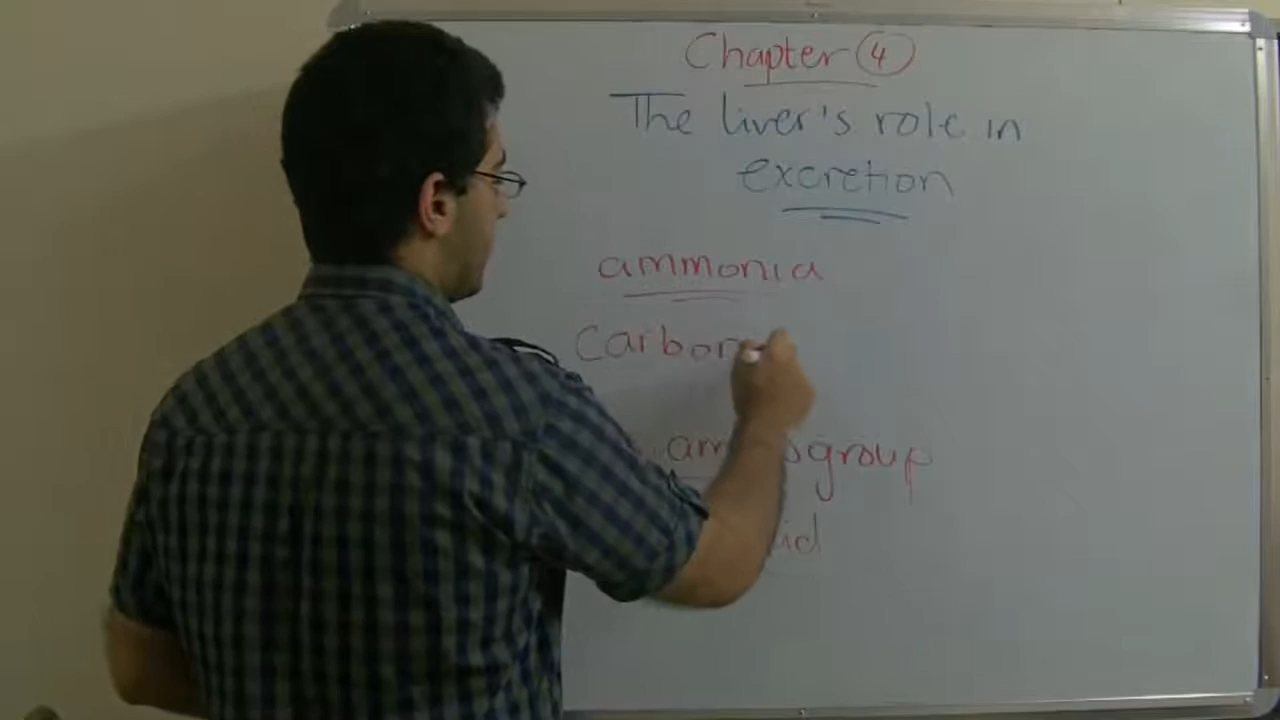 Chapter 4
The liver's role in
excretion
ammonia
Carbon
group